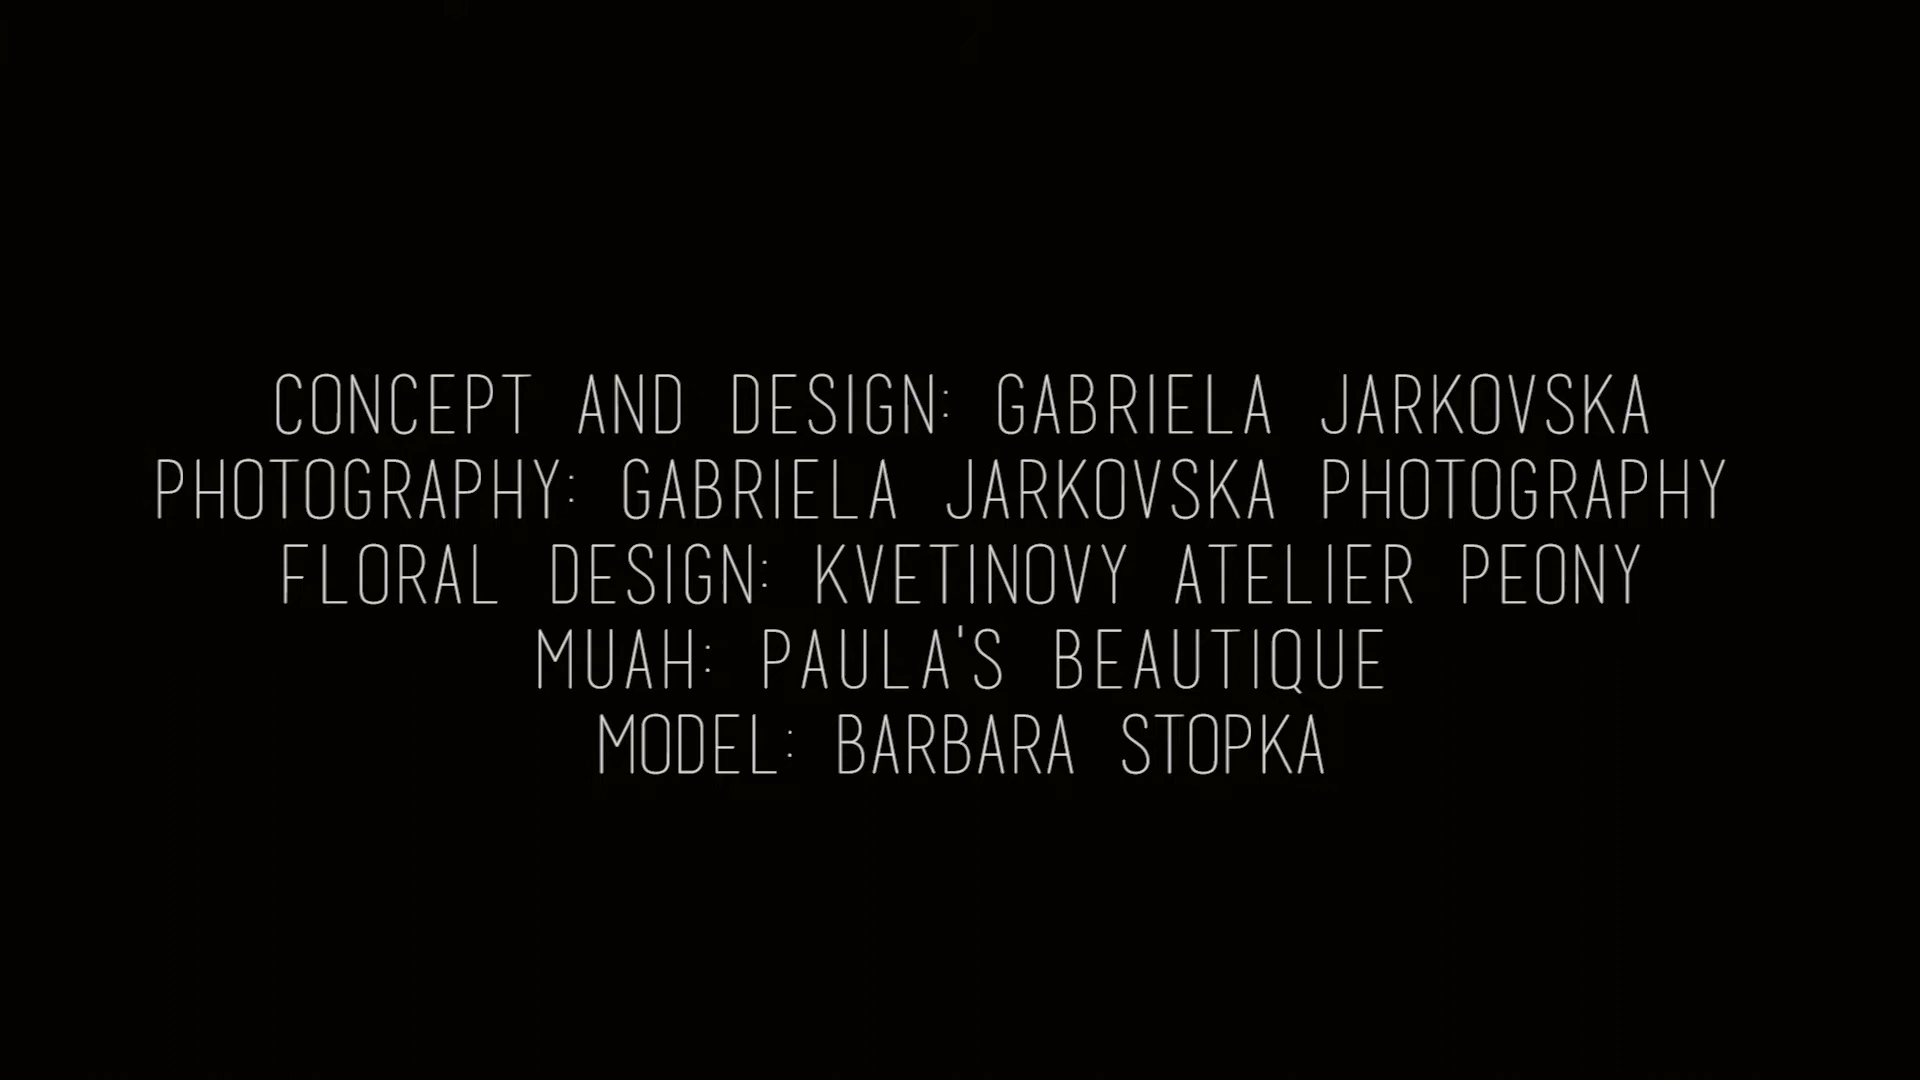 CONCEPT AND DESIGN: GABRIELA JARKOVSKA
PHOTOGRAPHY: GABRIELA JARKOVSKA PHOTOGRAPHY
FLORAL DESIGN: KVETINOVY ATELIER PEONY
MUAH: PAULA'S BEAUTIQUE
MODEL: BARBARA STOPKA